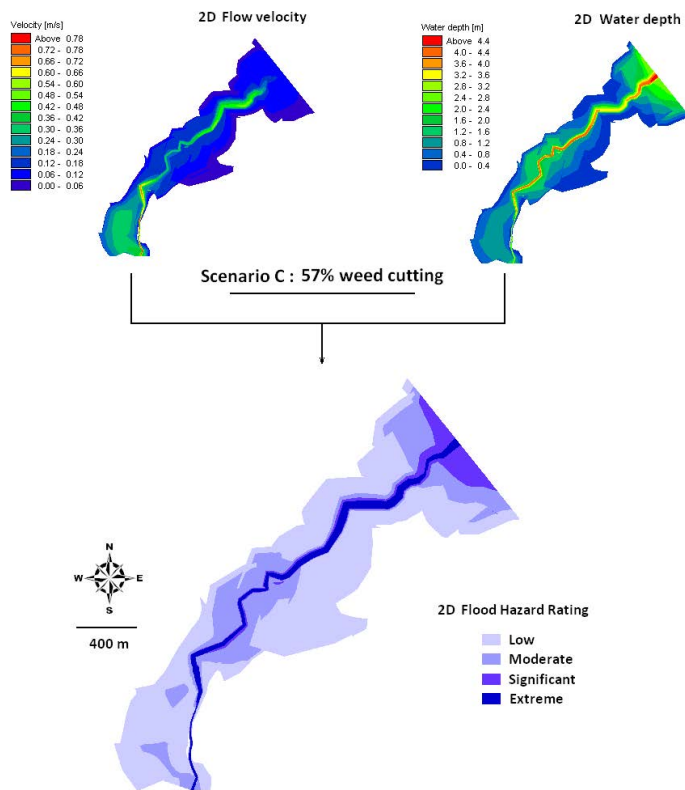 2D Flow velocity
2D Water depth
Velocity [m/s]
Above 0.78
0.72 - 0.78
0.66 - 0.72
0.60 - 0.66
0.54 - 0.60
0.48 - 0.54
0.42 - 0.48
0.36 - 0.42
0.30 - 0.36
0.24 - 0.30
0.18 - 0.24
0.12 - 0.18
0.06 - 0.12
0.00 - 0.06
Water depth [m]
Above 4.4
4.0 - 4.4
3.6 - 4.0
3.2 - 3.6
2.8 - 3.2
2.4 - 2.8
2.0 - 2.4
1.6 - 2.0
1.2 - 1.6
0.8 - 1.2
0.4 - 0.8
0.0 - 0.4
Scenario C : 57% weed cutting
N
W E
S
400 m
2D Flood Hazard Rating
Low
Moderate
Significant
Extreme